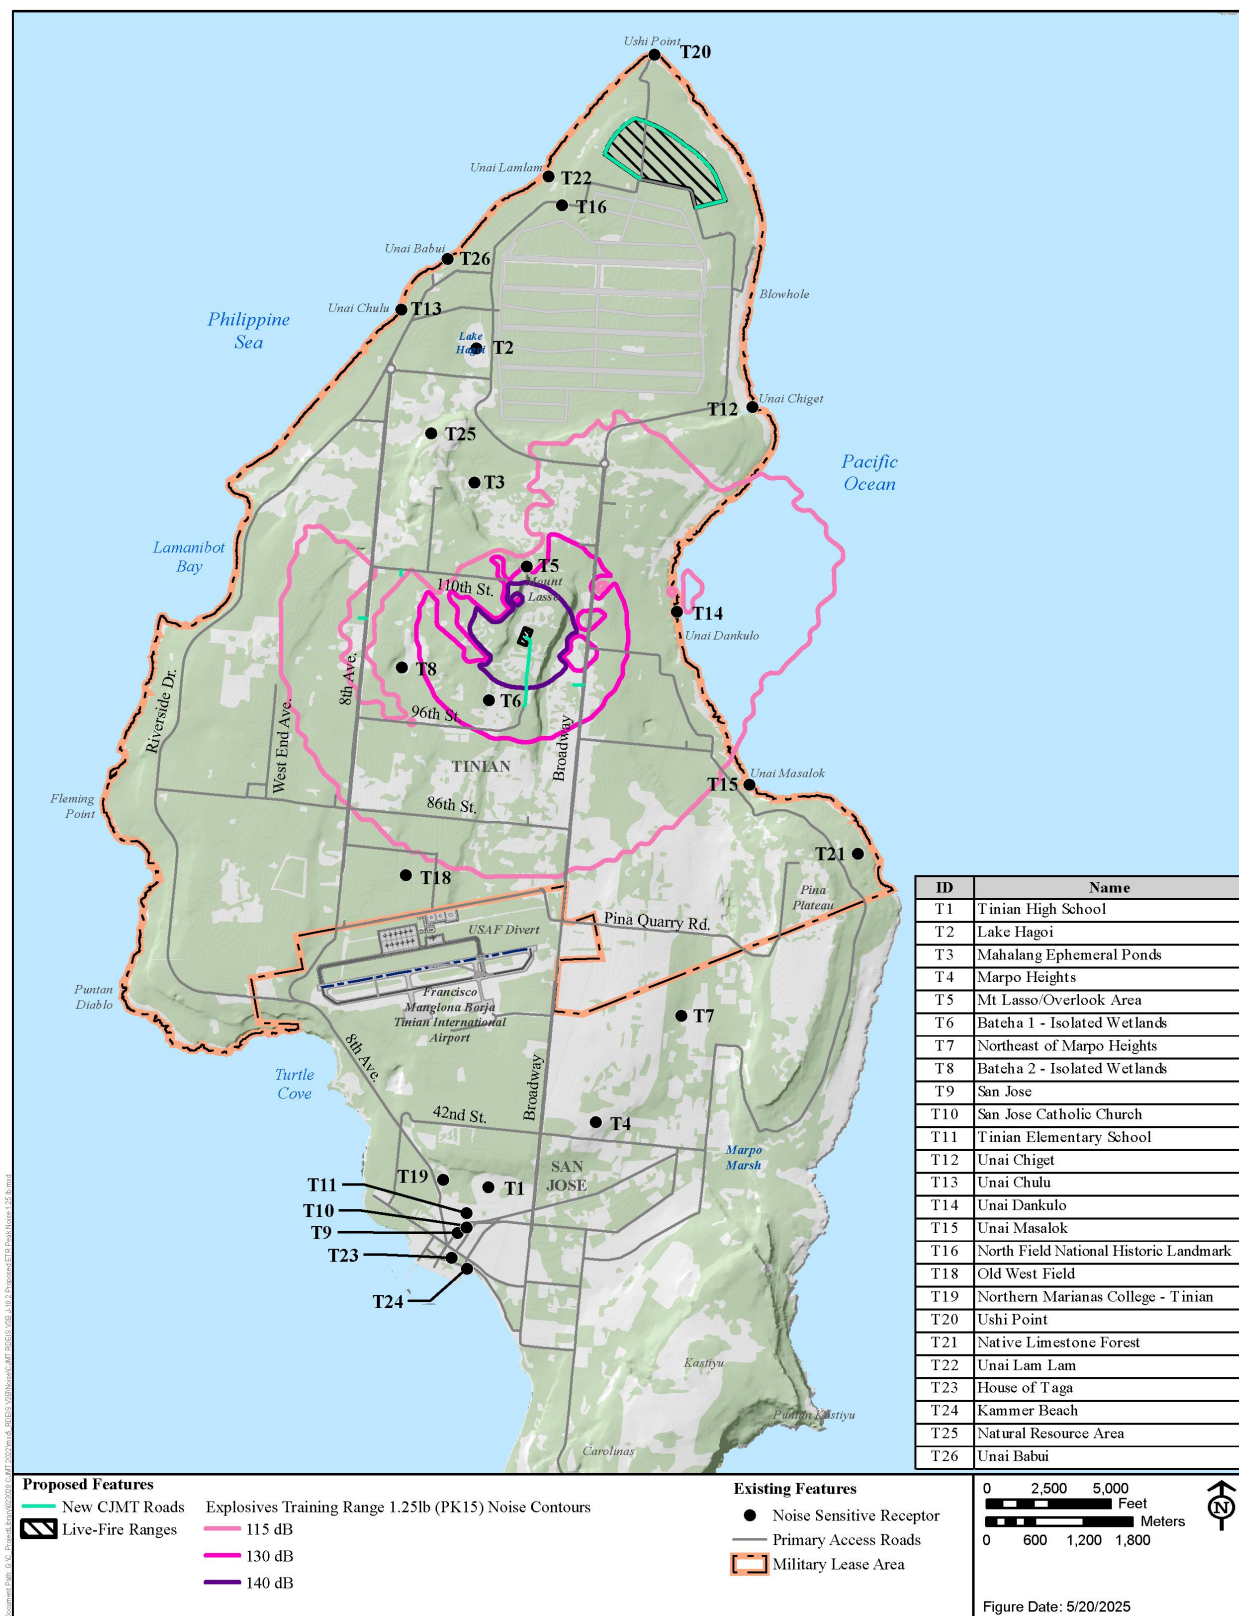 Ushi Point
T20
Unai Lamlam
T22
T16
Unai Babui
T26
Blowhole
Unai Chulu
T13
Philippine
Sea
Lake
Hagoi
T2
Unai Chiget
T12
T25
Pacific
Ocean
T3
Lamanibot
Bay
T5
Mount
Lasso
110th St.
T14
Unai Dankulo
8th Ave.
T8
T6
Riverside Dr.
96th St.
West End Ave.
Broadway
TINIAN
Unai Masalok
T15
Fleming
Point
86th St.
T21
T18
Pina
Plateau
Pina Quarry Rd.
USAF Divert
Puntan
Diablo
Francisco
Manglona Borja
Tinian International
Airport
T7
8th Ave.
Turtle
Cove
Broadway
42nd St.
T4
Marpo
Marsh
SAN
JOSE
T19
T11
T1
T10
T9
T23
T24
Kastiyu
Puntan Kastiyu
Carolinas
ID Name
T1 Tinian High School
T2 Lake Hagoi
T3 Mahalang Ephemeral Ponds
T4 Marpo Heights
T5 Mt Lasso/Overlook Area
T6 Bateha 1 - Isolated Wetlands
T7 Northeast of Marpo Heights
T8 Bateha 2 - Isolated Wetlands
T9 San Jose
T10 San Jose Catholic Church
T11 Tinian Elementary School
T12 Unai Chiget
T13 Unai Chulu
T14 Unai Dankulo
T15 Unai Masalok
T16 North Field National Historic Landmark
T18 Old West Field
T19 Northern Marianas College - Tinian
T20 Ushi Point
T21 Native Limestone Forest
T22 Unai Lam Lam
T23 House of Taga
T24 Kammer Beach
T25 Natural Resource Area
T26 Unai Babui
Proposed Features
New CJMT Roads
Live-Fire Ranges
Explosives Training Range 1.25lb (PK15) Noise Contours
115 dB
130 dB
140 dB
Existing Features
Noise Sensitive Receptor
Primary Access Roads
Military Lease Area
0 2,500 5,000
Feet
Meters
0 600 1,200 1,800
N
Figure Date: 5/20/2025